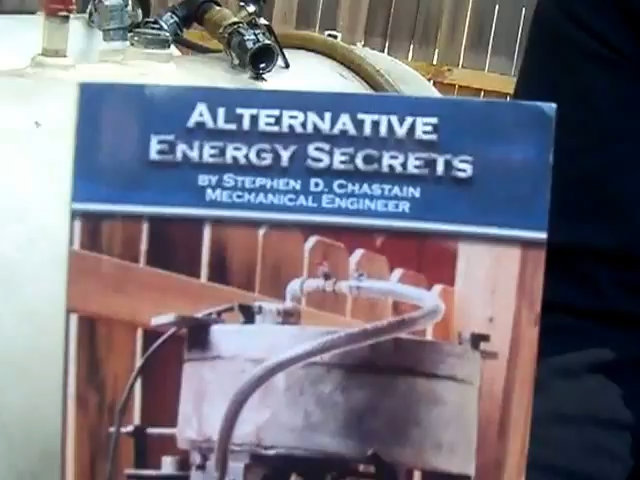 ALTERNATIVE
ENERGY SECRETS
BY STEPHEN D. CHASTAIN
MECHANICAL ENGINEER